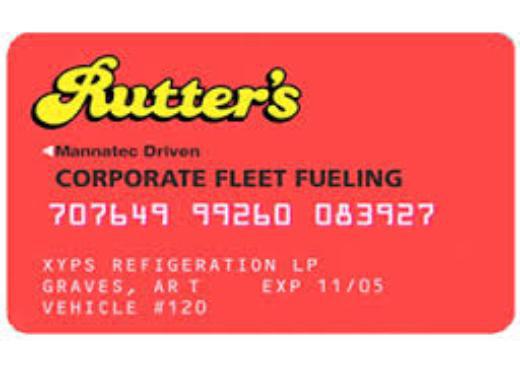 Rutter's
Mannatec Driven
CORPORATE FLEET FUELING
707649 99260 083927
XYPS REFIGERATION LP
GRAVES, AR T EXP 11/05
VEHICLE #120